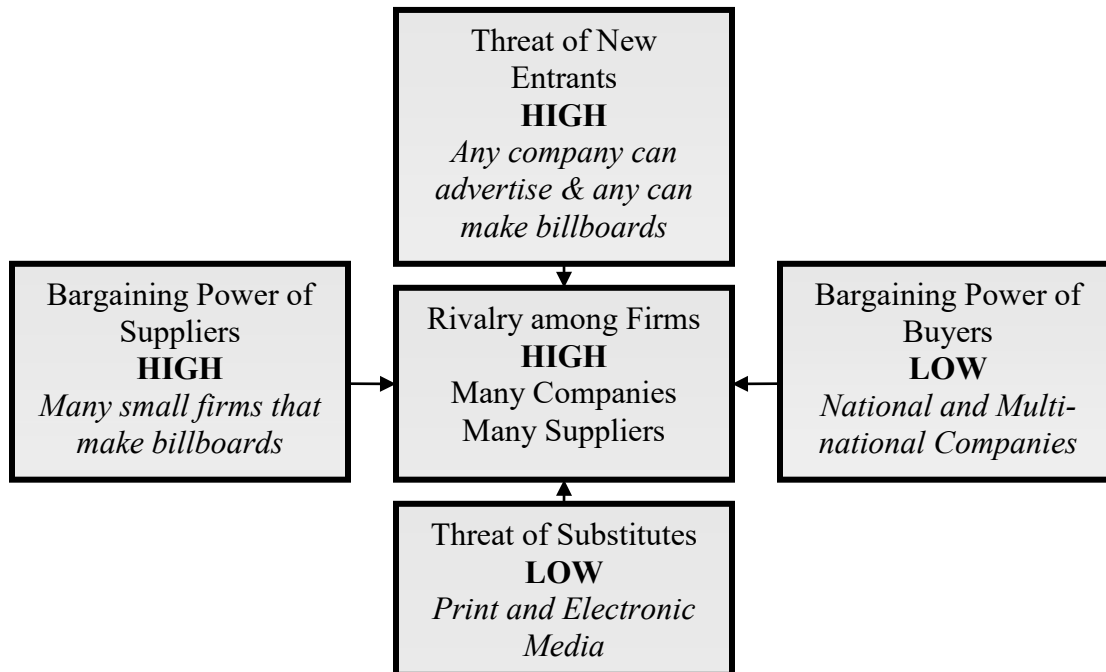 Threat of New
Entrants
HIGH
Any company can
advertise & any can
make billboards
Bargaining Power of
Suppliers
HIGH
Many small firms that
make billboards
Rivalry among Firms
HIGH
Many Companies
Many Suppliers
Bargaining Power of
Buyers
LOW
National and Multi-
national Companies
Threat of Substitutes
LOW
Print and Electronic
Media